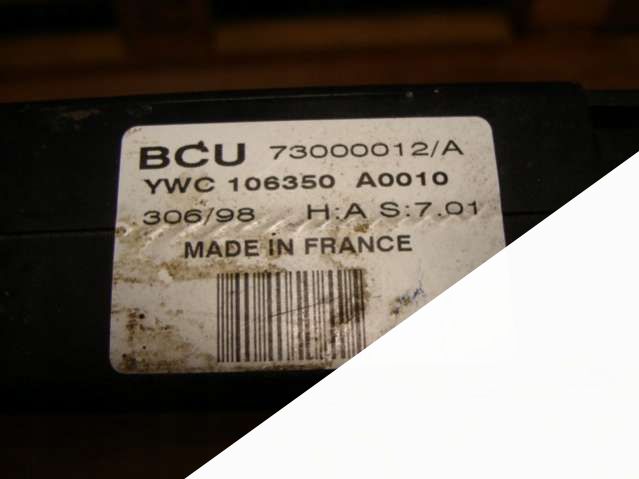 BCU 73000012/A
YWC 106350 A0010
306/98 H:A S:7.01
MADE IN FRANCE